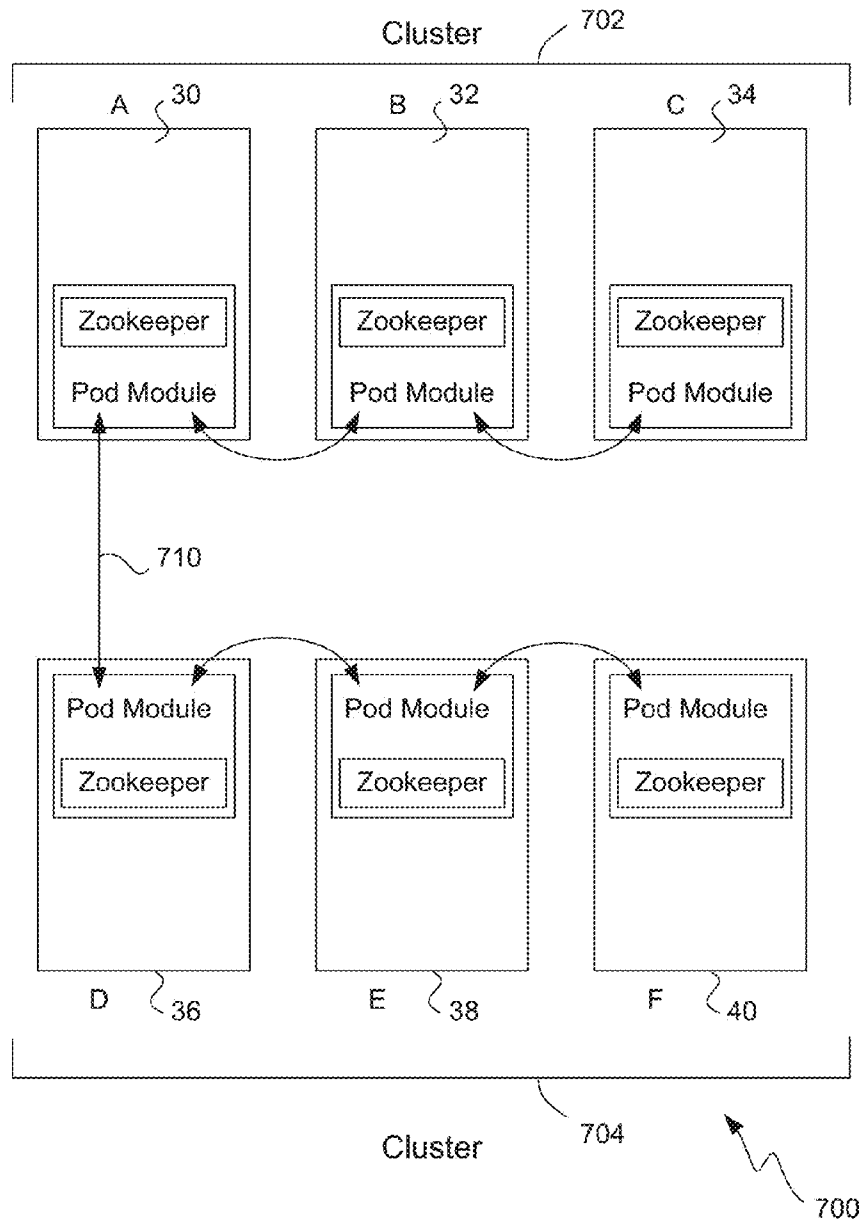 Cluster
702
A 30 B 32 C 34
Zookeeper Zookeeper Zookeeper
Pod Module Pod Module Pod Module
710
Pod Module Pod Module Pod Module
Zookeeper Zookeeper Zookeeper
D 36 E 38 F 40
704
Cluster
700